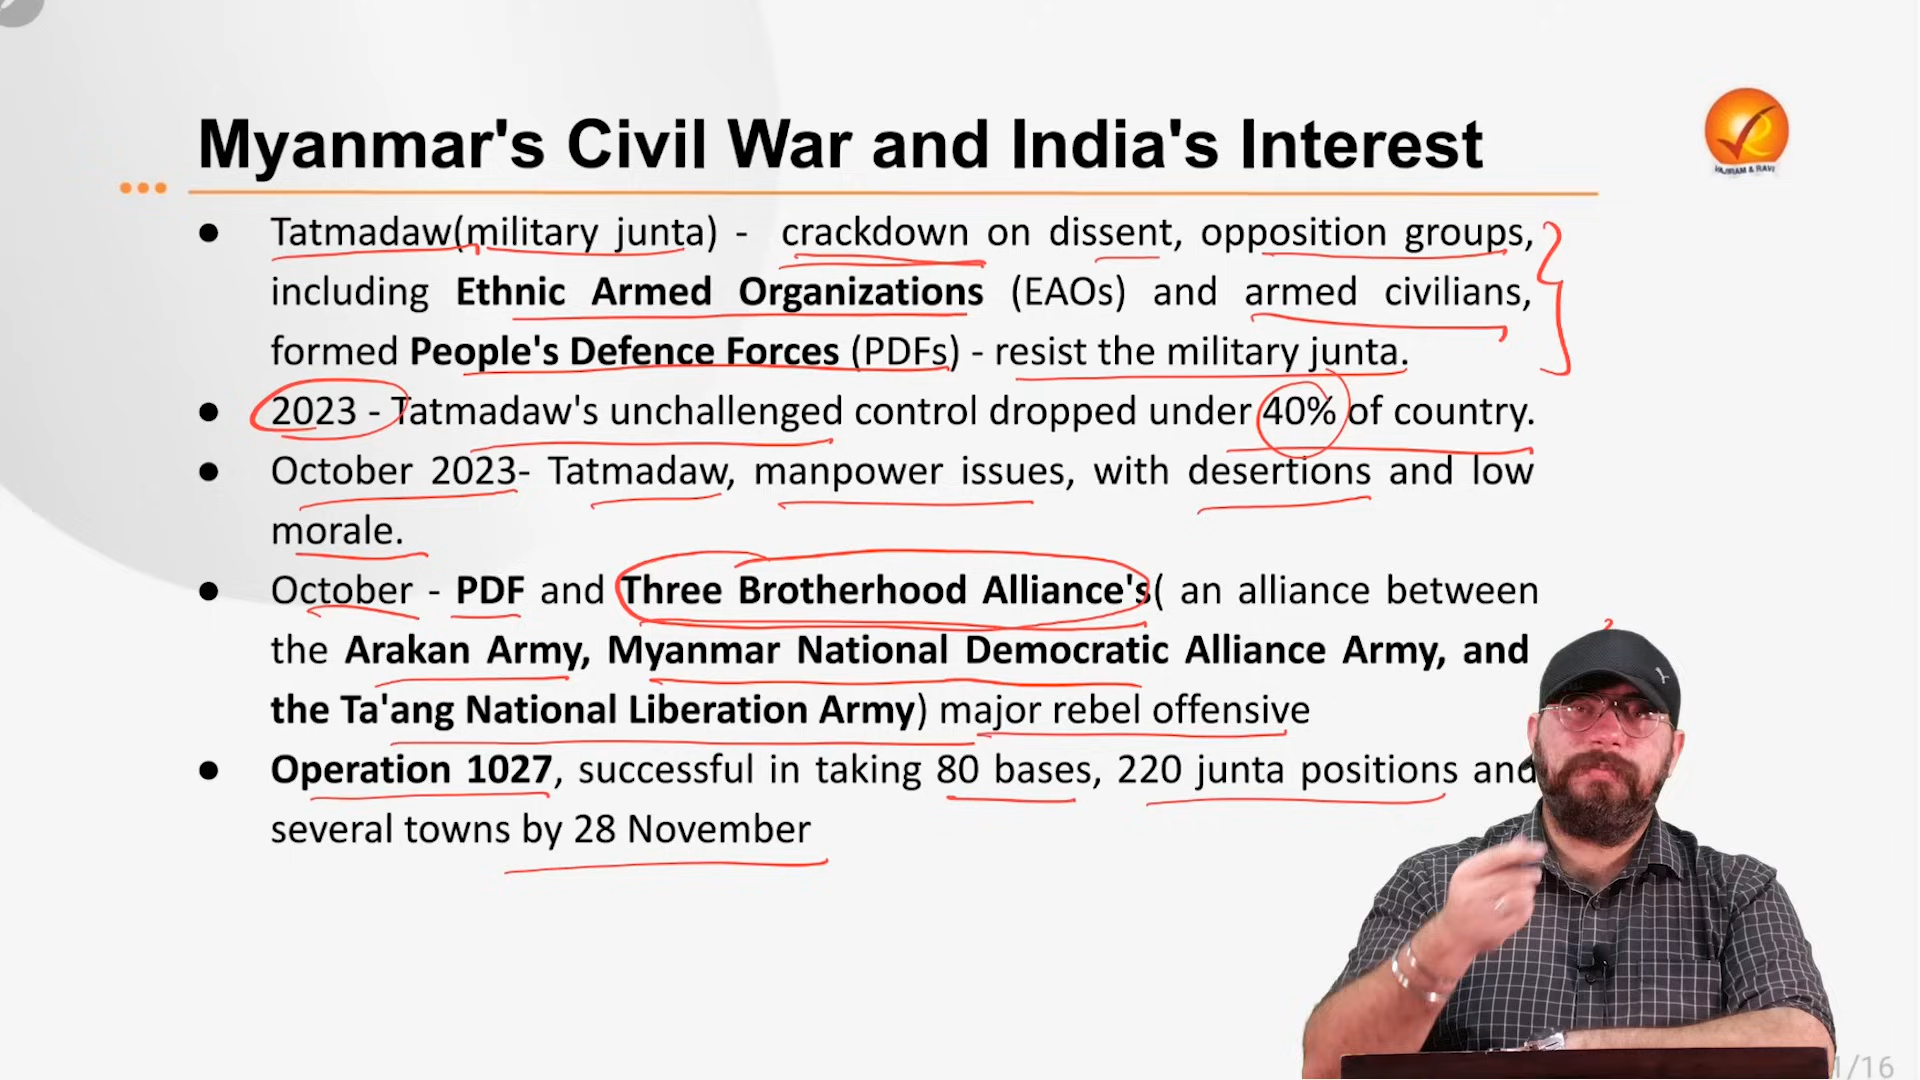 Myanmar's Civil War and India's Interest
VAJIRAM & RAVI
● Tatmadaw(military junta) - crackdown on dissent, opposition groups,
including Ethnic Armed Organizations (EAOs) and armed civilians,
formed People's Defence Forces (PDFs) - resist the military junta.
● 2023 - Tatmadaw's unchallenged control dropped under 40% of country.
● October 2023- Tatmadaw, manpower issues, with desertions and low
morale.
● October - PDF and Three Brotherhood Alliance's( an alliance between
the Arakan Army, Myanmar National Democratic Alliance Army, and
the Ta'ang National Liberation Army) major rebel offensive
● Operation 1027, successful in taking 80 bases, 220 junta positions and
several towns by 28 November
1/16